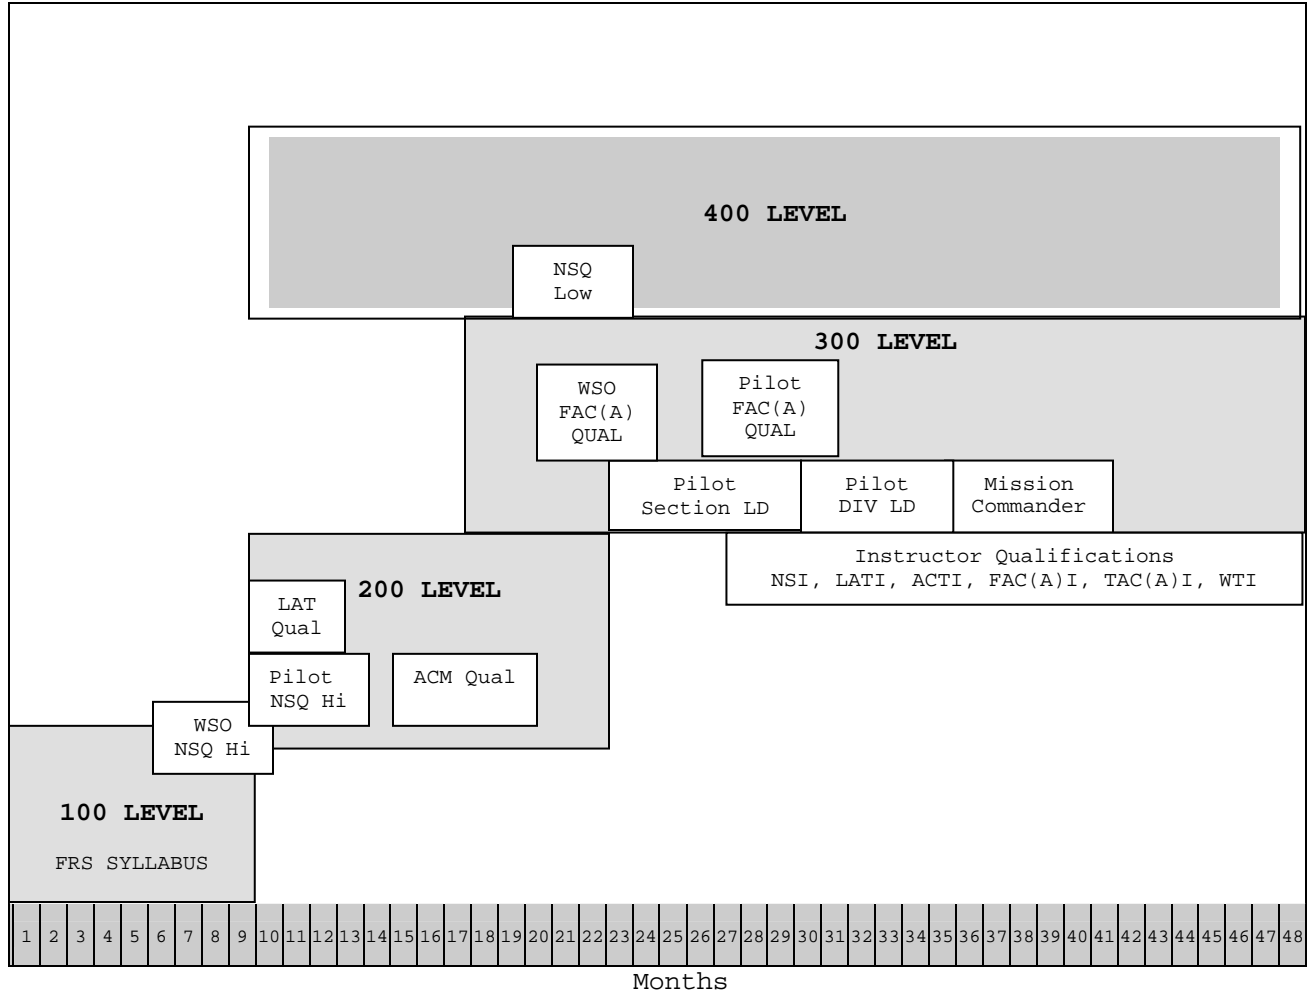 400 LEVEL
NSQ
Low
300 LEVEL
WSO
FAC(A)
QUAL
Pilot
FAC(A)
QUAL
Pilot
Section LD
Pilot
DIV LD
Mission
Commander
Instructor Qualifications
NSI, LATI, ACTI, FAC(A)I, TAC(A)I, WTI
200 LEVEL
LAT
Qual
Pilot
NSQ Hi
ACM Qual
WSO
NSQ Hi
100 LEVEL
FRS SYLLABUS
1 2 3 4 5 6 7 8 9 10 11 12 13 14 15 16 17 18 19 20 21 22 23 24 25 26 27 28 29 30 31 32 33 34 35 36 37 38 39 40 41 42 43 44 45 46 47 48
Months